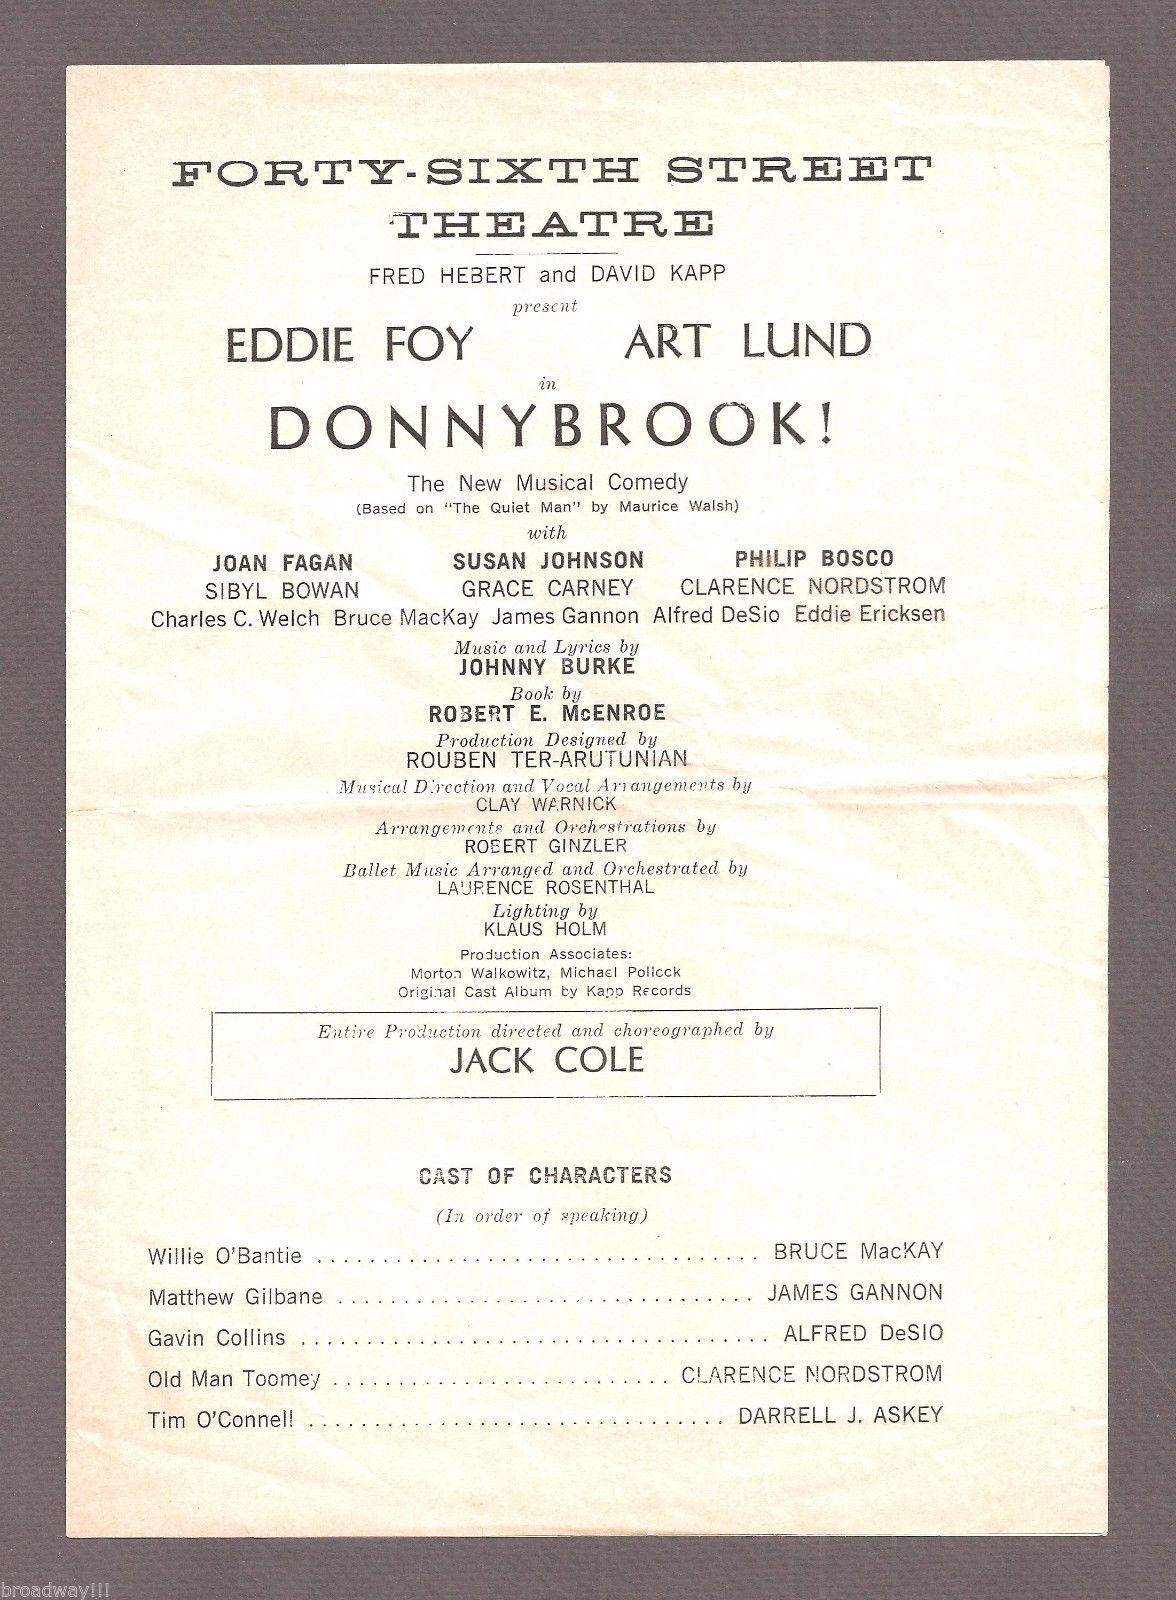 FORTY-SIXTH STREET
THEATRE
FRED HEBERT and DAVID KAPP
present
EDDIE FOY ART LUND
in
DONNYBROOK!
The New Musical Comedy
(Based on "The Quiet Man" by Maurice Walsh)
with
JOAN FAGAN SUSAN JOHNSON PHILIP BOSCO
SIBYL BOWAN GRACE CARNEY CLARENCE NORDSTROM
Charles C. Welch Bruce MacKay James Gannon Alfred DeSio Eddie Ericksen
Music and Lyrics by
JOHNNY BURKE
Book by
ROBERT E. McENROE
Production Designed by
ROUBEN TER-ARUTUNIAN
Musical Direction and Vocal Arrangements by
CLAY WARNICK
Arrangements and Orchestrations by
ROBERT GINZLER
Ballet Music Arranged and Orchestrated by
LAURENCE ROSENTHAL
Lighting by
KLAUS HOLM
Production Associates:
Morton Walkowitz, Michael Pollock
Original Cast Album by Kapp Records
Entire Production directed and choreographed by
JACK COLE
CAST OF CHARACTERS
(In order of speaking)
Willie O'Bantie .................................. BRUCE MacKAY
Matthew Gilbane ................................ JAMES GANNON
Gavin Collins .................................... ALFRED DeSIO
Old Man Toomey .......................... CLARENCE NORDSTROM
Tim O'Connell ................................ DARRELL J. ASKEY
broadway!!!